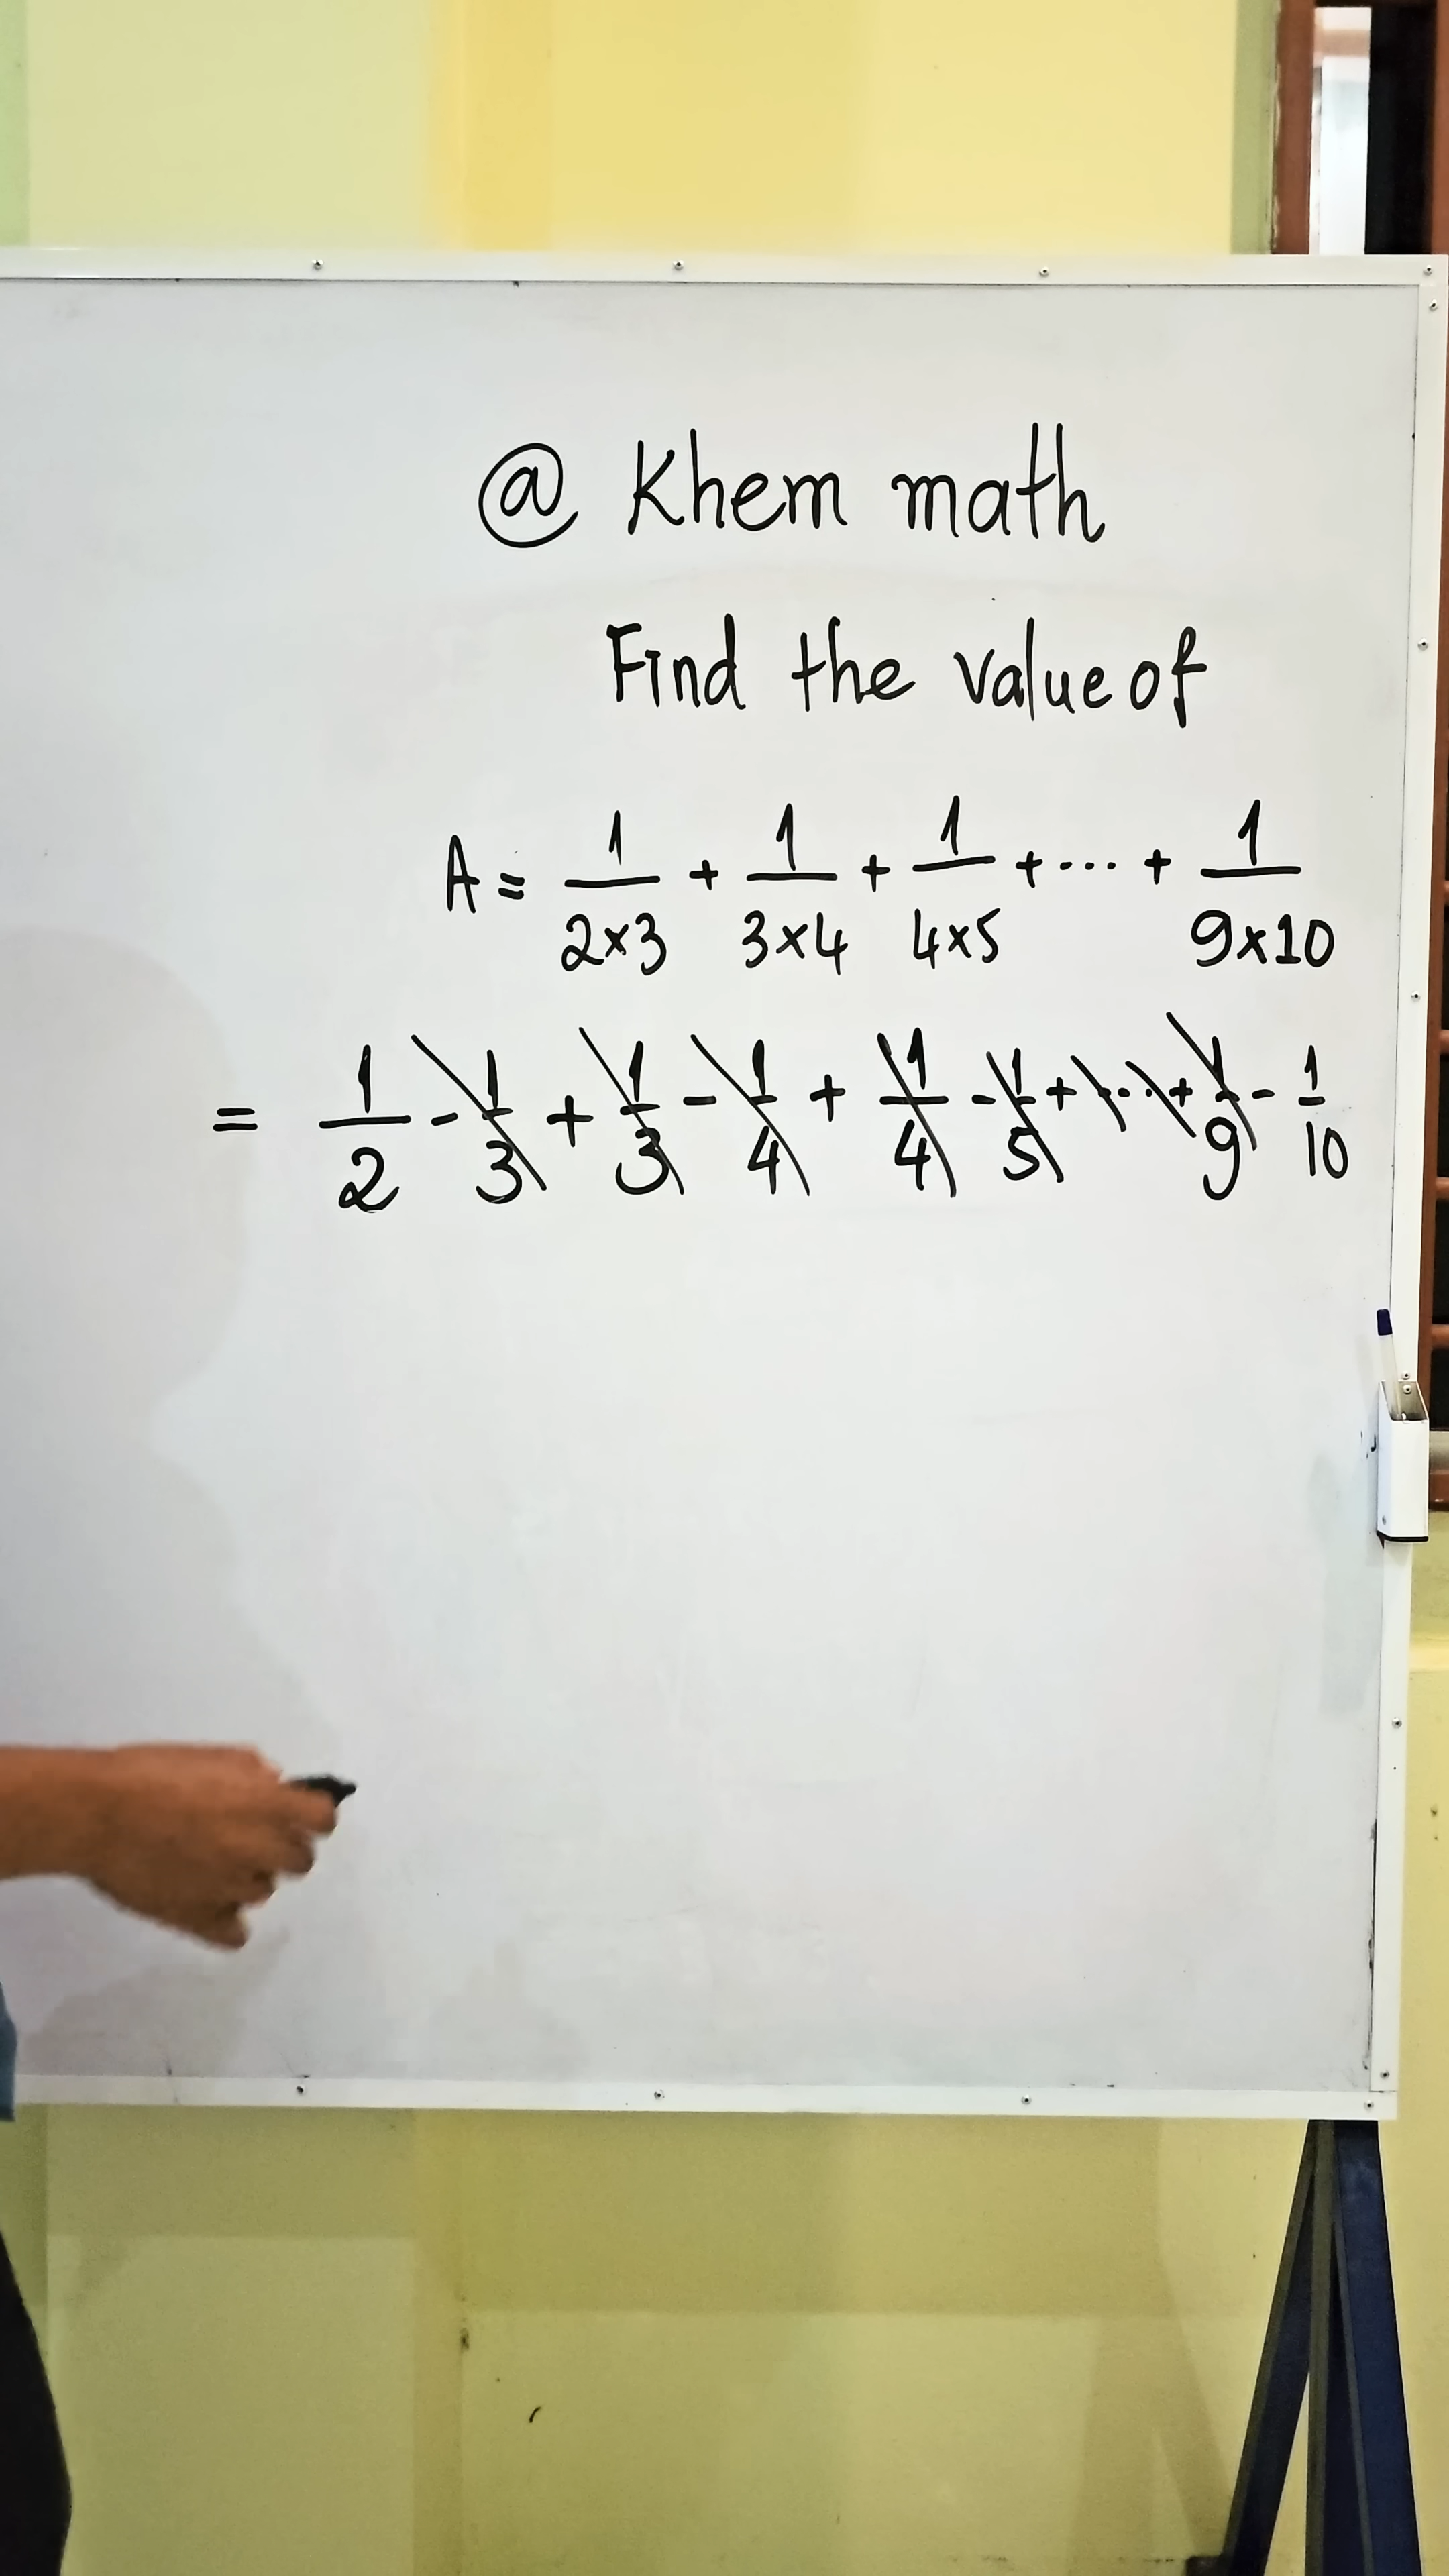 @ Khem math
Find the value of
A = 1/(2×3) + 1/(3×4) + 1/(4×5) + ... + 1/(9×10)
= 1/2 - 1/3 + 1/3 - 1/4 + 1/4 - 1/5 + ... + 1/9 - 1/10